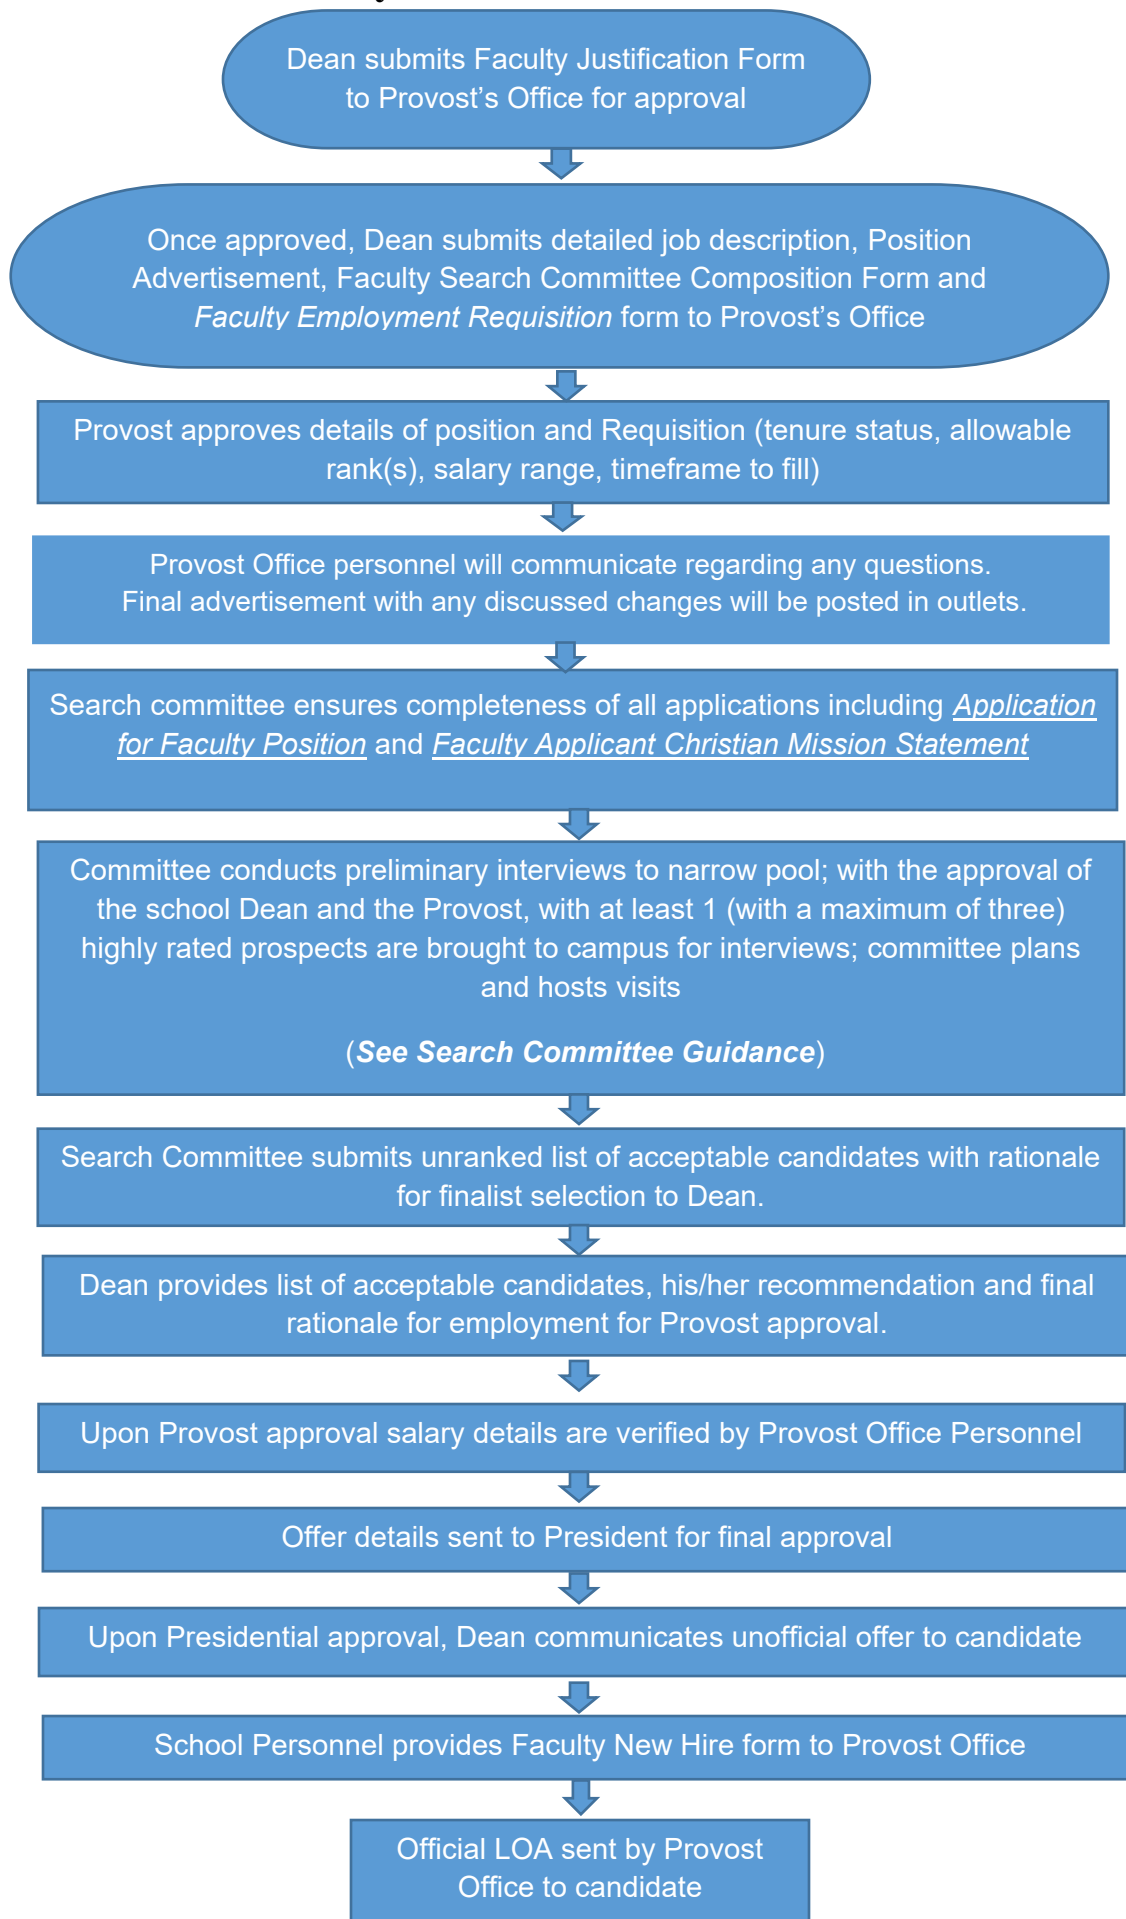 Dean submits Faculty Justification Form
to Provost's Office for approval
Once approved, Dean submits detailed job description, Position
Advertisement, Faculty Search Committee Composition Form and
Faculty Employment Requisition form to Provost's Office
Provost approves details of position and Requisition (tenure status, allowable
rank(s), salary range, timeframe to fill)
Provost Office personnel will communicate regarding any questions.
Final advertisement with any discussed changes will be posted in outlets.
Search committee ensures completeness of all applications including Application
for Faculty Position and Faculty Applicant Christian Mission Statement
Committee conducts preliminary interviews to narrow pool; with the approval of
the school Dean and the Provost, with at least 1 (with a maximum of three)
highly rated prospects are brought to campus for interviews; committee plans
and hosts visits
(See Search Committee Guidance)
Search Committee submits unranked list of acceptable candidates with rationale
for finalist selection to Dean.
Dean provides list of acceptable candidates, his/her recommendation and final
rationale for employment for Provost approval.
Upon Provost approval salary details are verified by Provost Office Personnel
Offer details sent to President for final approval
Upon Presidential approval, Dean communicates unofficial offer to candidate
School Personnel provides Faculty New Hire form to Provost Office
Official LOA sent by Provost
Office to candidate